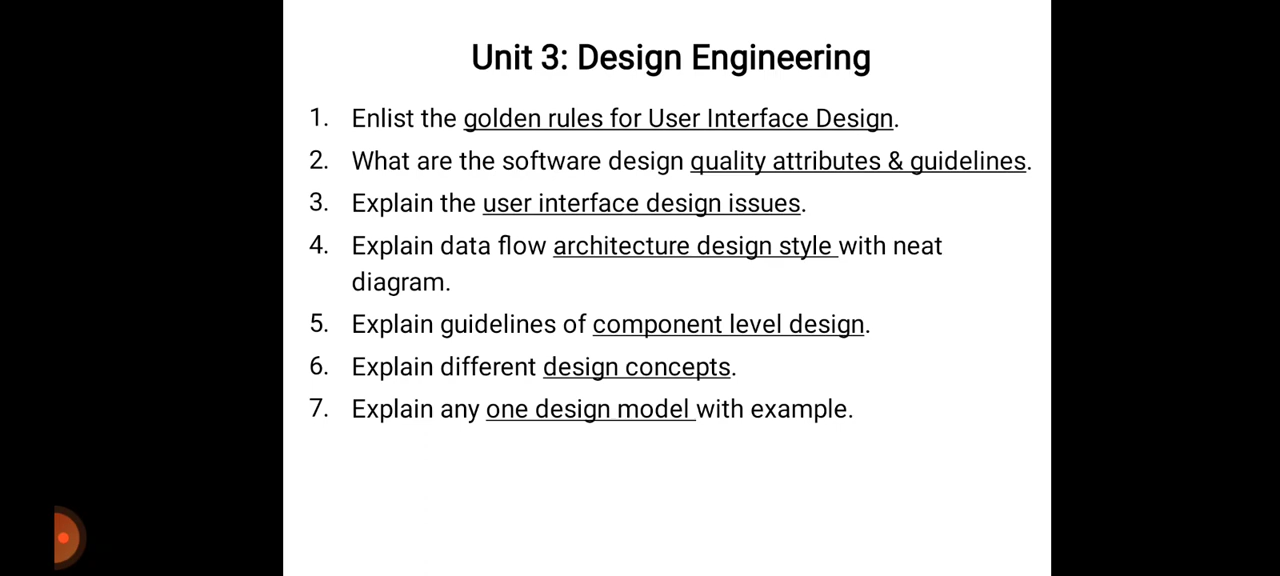 Unit 3: Design Engineering
1. Enlist the golden rules for User Interface Design.
2. What are the software design quality attributes & guidelines.
3. Explain the user interface design issues.
4. Explain data flow architecture design style with neat
diagram.
5. Explain guidelines of component level design.
6. Explain different design concepts.
7. Explain any one design model with example.